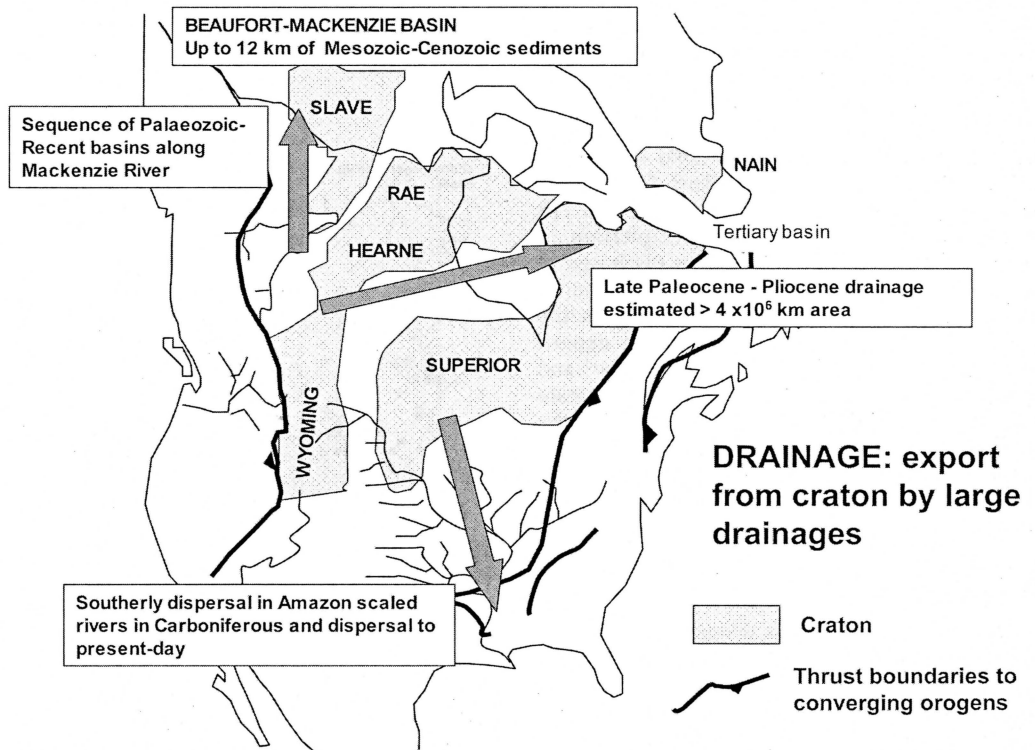 BEAUFORT-MACKENZIE BASIN
Up to 12 km of Mesozoic-Cenozoic sediments
SLAVE
Sequence of Palaeozoic-
Recent basins along
Mackenzie River
NAIN
RAE
Tertiary basin
HEARNE
Late Paleocene - Pliocene drainage
estimated > 4 x10⁶ km area
SUPERIOR
WYOMING
DRAINAGE: export
from craton by large
drainages
Southerly dispersal in Amazon scaled
rivers in Carboniferous and dispersal to
present-day
Craton
Thrust boundaries to
converging orogens